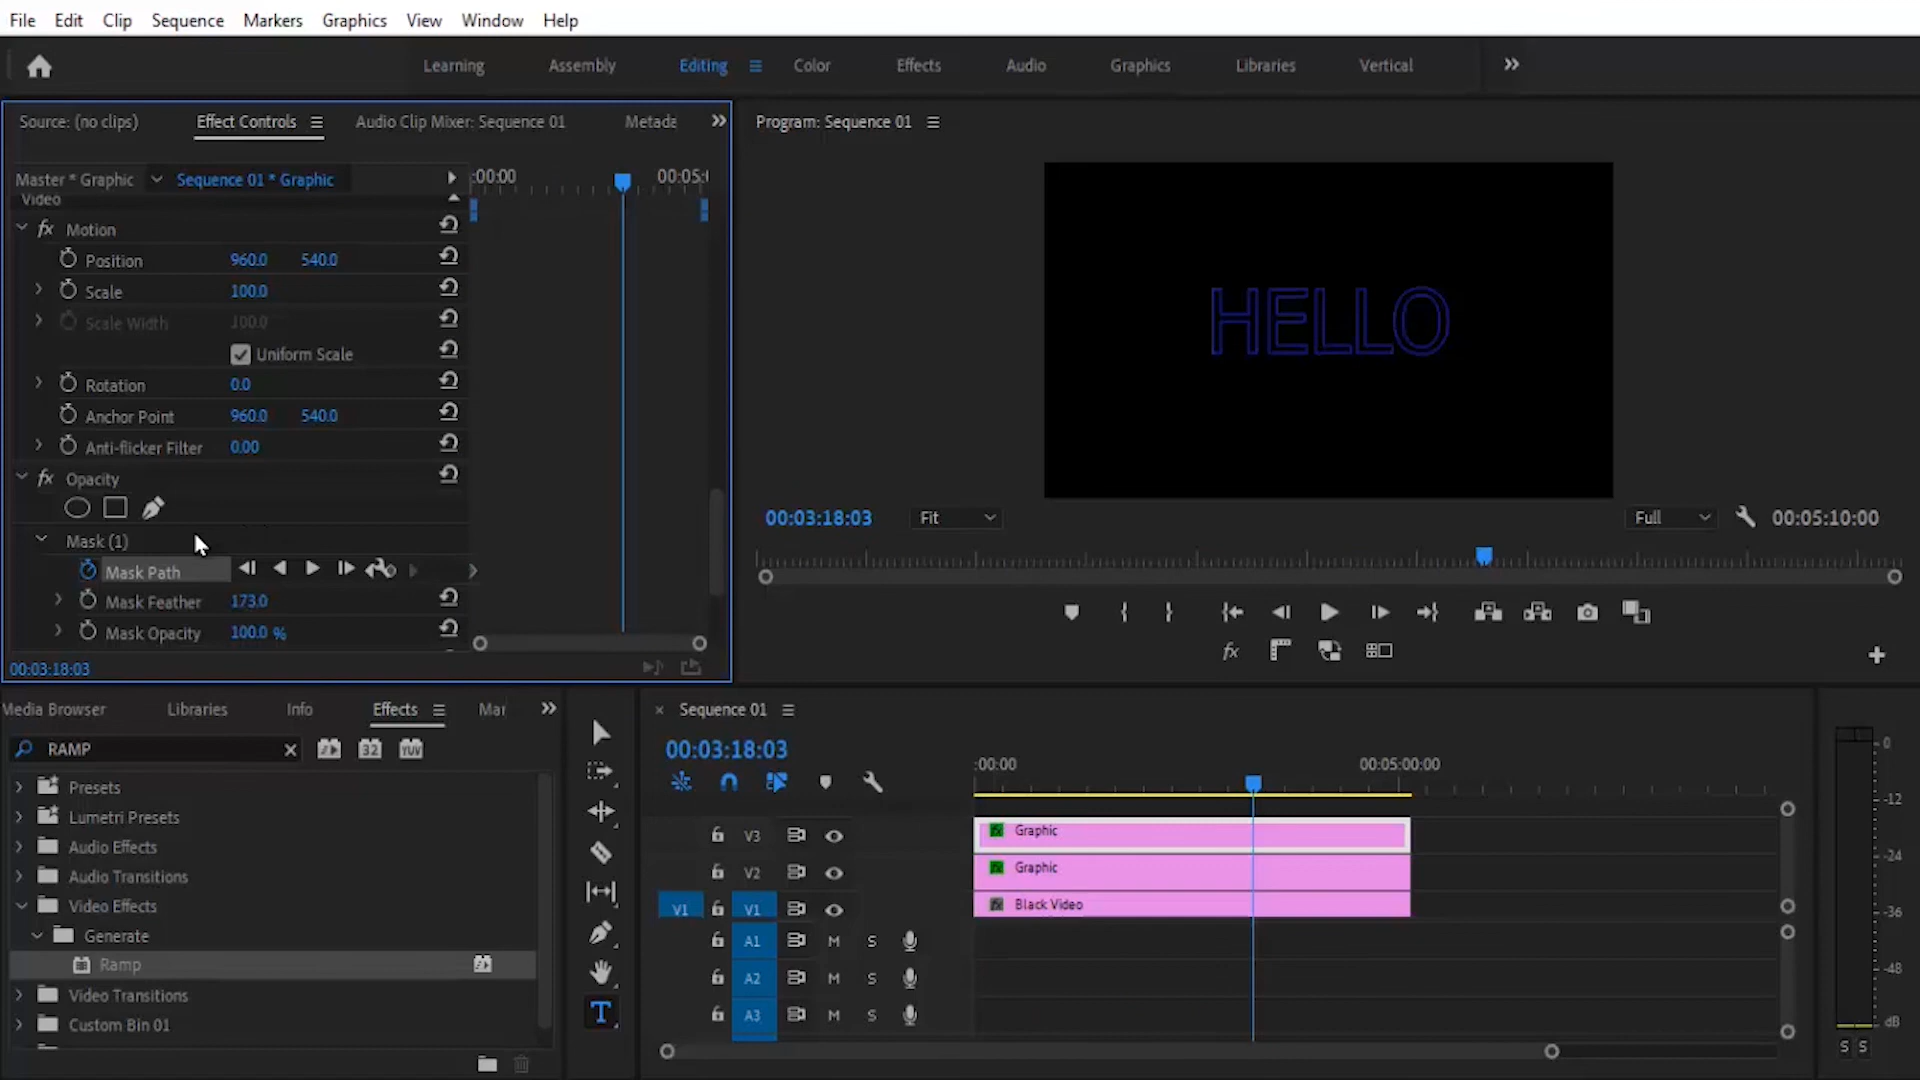 File Edit Clip Sequence Markers Graphics View Window Help
Learning Assembly Editing Color Effects Audio Graphics Libraries Vertical
Source: (no clips) Effect Controls Audio Clip Mixer: Sequence 01 Metada
Program: Sequence 01
Master * Graphic Sequence 01 * Graphic :00:00 00:05:0
Video
Motion
Position 960.0 540.0
Scale 100.0
Scale Width 100.0
Uniform Scale
Rotation 0.0
Anchor Point 960.0 540.0
Anti-flicker Filter 0.00
Opacity
Mask (1)
Mask Path
Mask Feather 173.0
Mask Opacity 100.0 %
00:03:18:03
HELLO
00:03:18:03 Fit Full 00:05:10:00
fx
Media Browser Libraries Info Effects Mar
RAMP 32 YUV
Presets
Lumetri Presets
Audio Effects
Audio Transitions
Video Effects
Generate
Ramp
Video Transitions
Custom Bin 01
Sequence 01
00:03:18:03
:00:00 00:05:00:00
V3 Graphic
V2 Graphic
V1 V1 Black Video
A1 M S
A2 M S
A3 M S
0
-12
-24
-36
-48
dB
S S